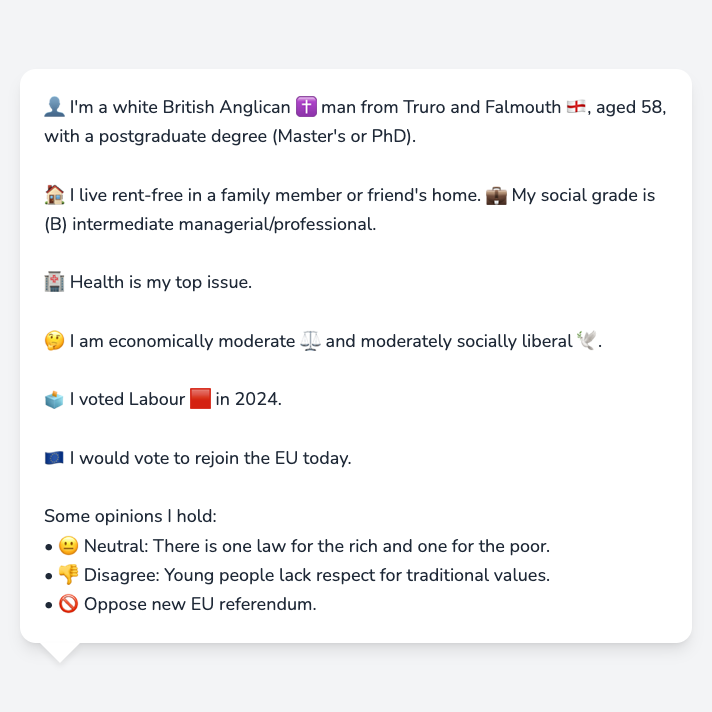 👤 I'm a white British Anglican ✝️ man from Truro and Falmouth 🏴󠁧󠁢󠁥󠁮󠁧󠁿, aged 58,
with a postgraduate degree (Master's or PhD).
🏠 I live rent-free in a family member or friend's home. 💼 My social grade is
(B) intermediate managerial/professional.
🏥 Health is my top issue.
🤔 I am economically moderate ⚖️ and moderately socially liberal 🕊️.
🗳️ I voted Labour 🟥 in 2024.
🇪🇺 I would vote to rejoin the EU today.
Some opinions I hold:
• 😐 Neutral: There is one law for the rich and one for the poor.
• 👎 Disagree: Young people lack respect for traditional values.
• 🚫 Oppose new EU referendum.